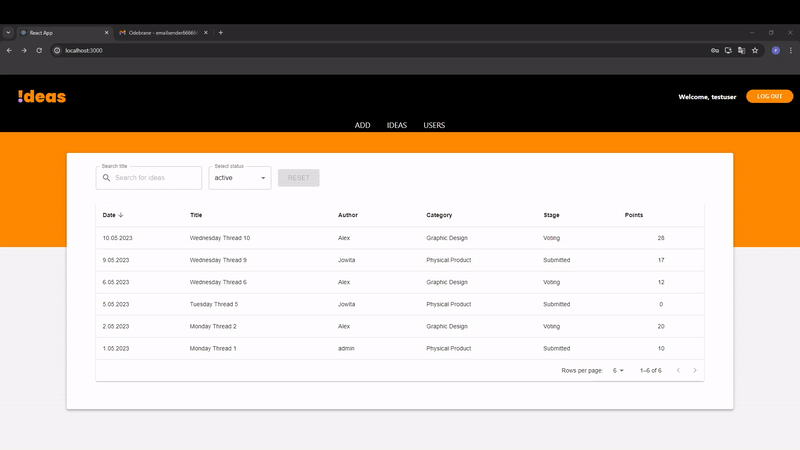 React App
Odebrane - emailsender66666
localhost:3000
!deas
Welcome, testuser
LOG OUT
ADD IDEAS USERS
Search title
Search for ideas
Select status
active
RESET
Date Title Author Category Stage Points
10.05.2023 Wednesday Thread 10 Alex Graphic Design Voting 28
9.05.2023 Wednesday Thread 9 Jowita Physical Product Submitted 17
6.05.2023 Wednesday Thread 6 Alex Graphic Design Voting 12
5.05.2023 Tuesday Thread 5 Jowita Physical Product Submitted 0
2.05.2023 Monday Thread 2 Alex Graphic Design Voting 20
1.05.2023 Monday Thread 1 admin Physical Product Submitted 10
Rows per page: 6 1–6 of 6